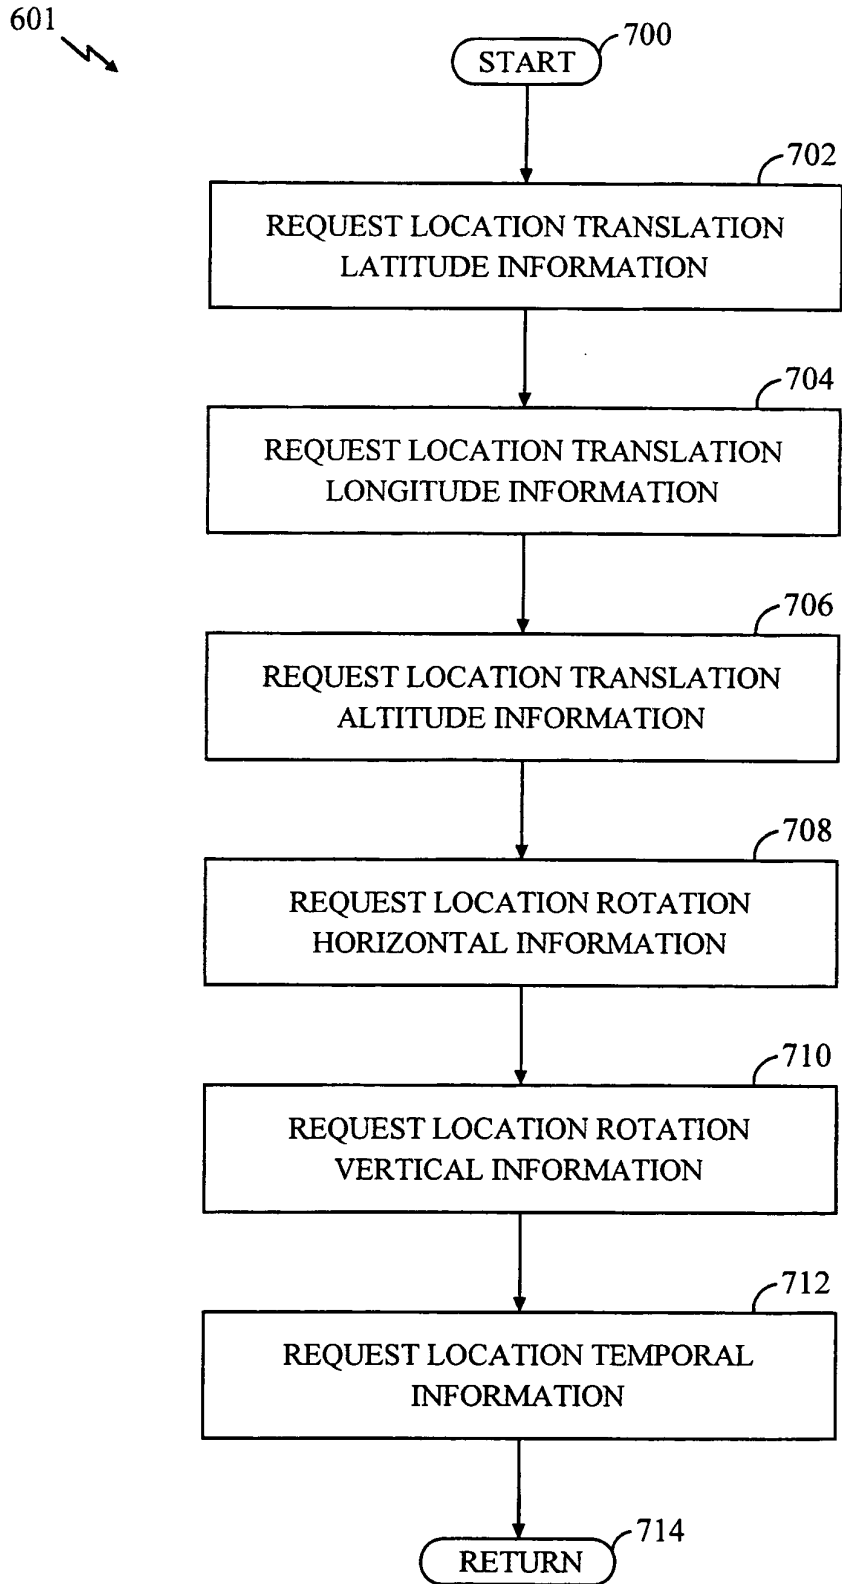 601
700
START
702
REQUEST LOCATION TRANSLATION
LATITUDE INFORMATION
704
REQUEST LOCATION TRANSLATION
LONGITUDE INFORMATION
706
REQUEST LOCATION TRANSLATION
ALTITUDE INFORMATION
708
REQUEST LOCATION ROTATION
HORIZONTAL INFORMATION
710
REQUEST LOCATION ROTATION
VERTICAL INFORMATION
712
REQUEST LOCATION TEMPORAL
INFORMATION
714
RETURN